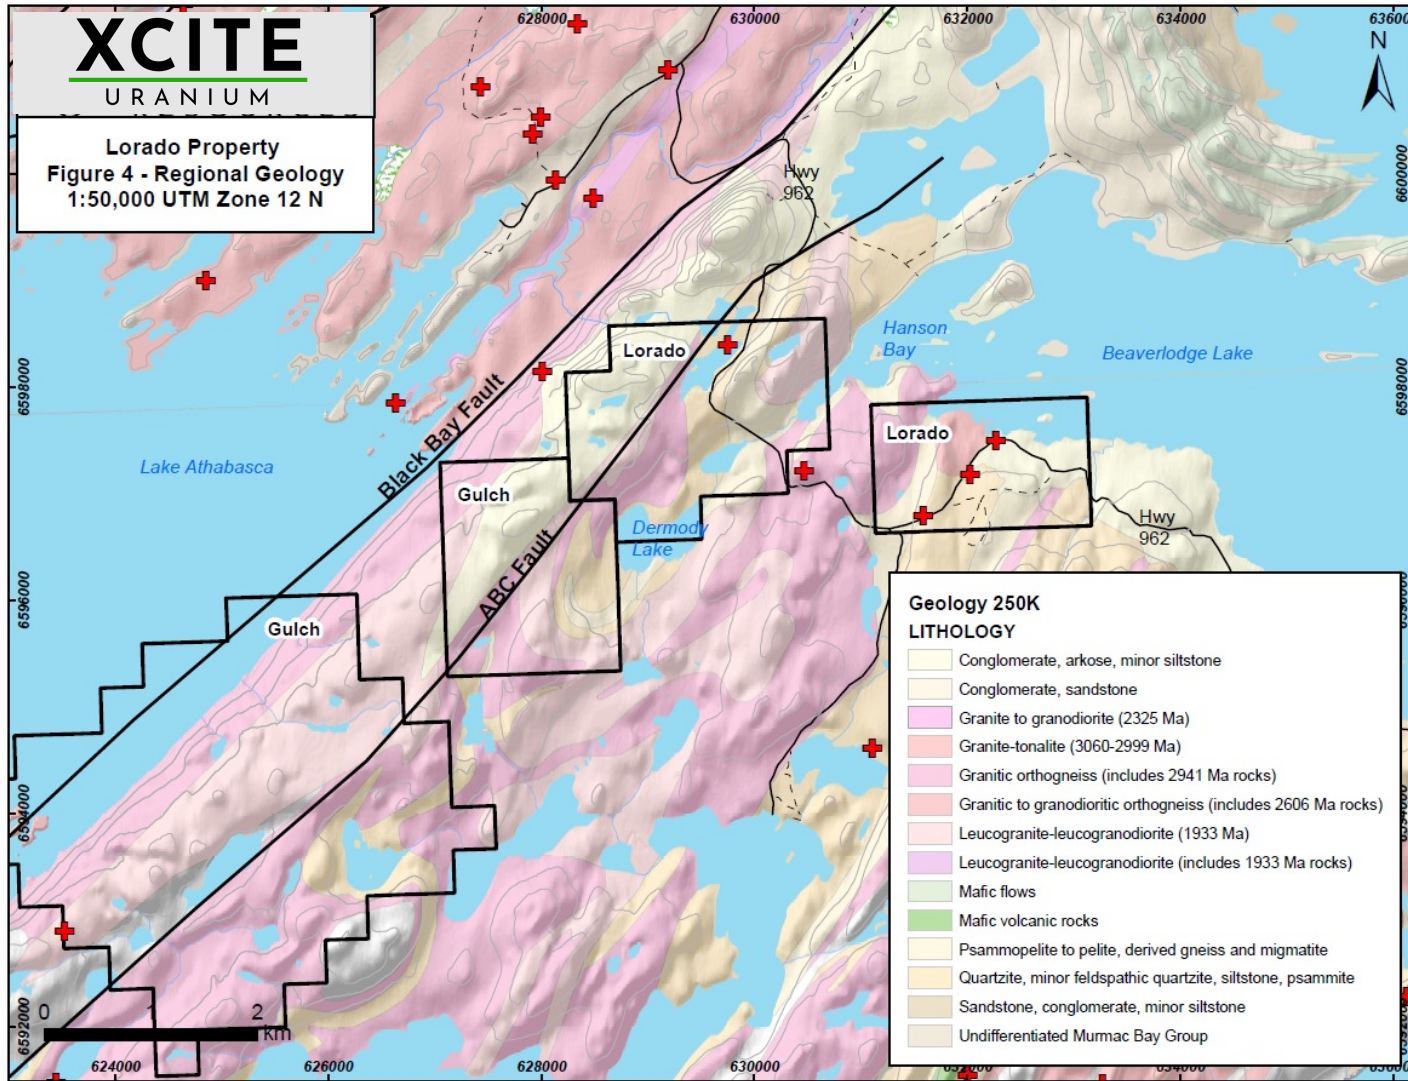 XCITE
URANIUM
Lorado Property
Figure 4 - Regional Geology
1:50,000 UTM Zone 12 N
628000
630000
632000
634000
636000
N
6600000
Hwy
962
Hanson
Bay
Beaverlodge Lake
Lorado
6598000
6598000
Lake Athabasca
Black Bay Fault
Lorado
Gulch
Dermody
Lake
Hwy
962
ABC Fault
6596000
Gulch
Geology 250K
LITHOLOGY
Conglomerate, arkose, minor siltstone
Conglomerate, sandstone
Granite to granodiorite (2325 Ma)
Granite-tonalite (3060-2999 Ma)
Granitic orthogneiss (includes 2941 Ma rocks)
Granitic to granodioritic orthogneiss (includes 2606 Ma rocks)
Leucogranite-leucogranodiorite (1933 Ma)
Leucogranite-leucogranodiorite (includes 1933 Ma rocks)
Mafic flows
Mafic volcanic rocks
Psammopelite to pelite, derived gneiss and migmatite
Quartzite, minor feldspathic quartzite, siltstone, psammite
Sandstone, conglomerate, minor siltstone
Undifferentiated Murmac Bay Group
6594000
6592000
0 2
km
624000
626000
628000
630000
632000
634000